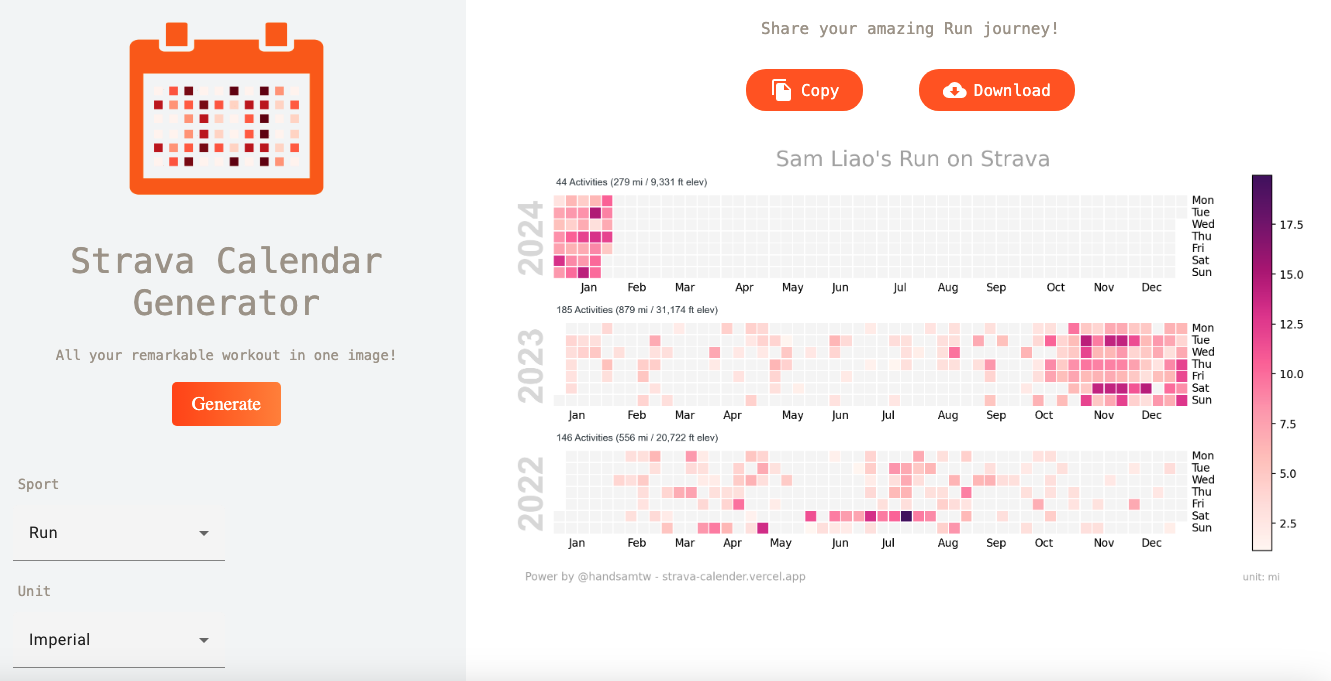 Strava Calendar
Generator
All your remarkable workout in one image!
Generate
Sport
Run
Unit
Imperial
Share your amazing Run journey!
Copy
Download
Sam Liao's Run on Strava
44 Activities (279 mi / 9,331 ft elev)
2024
Mon
Tue
Wed
Thu
Fri
Sat
Sun
Jan Feb Mar Apr May Jun Jul Aug Sep Oct Nov Dec
185 Activities (879 mi / 31,174 ft elev)
2023
Mon
Tue
Wed
Thu
Fri
Sat
Sun
Jan Feb Mar Apr May Jun Jul Aug Sep Oct Nov Dec
146 Activities (556 mi / 20,722 ft elev)
2022
Mon
Tue
Wed
Thu
Fri
Sat
Sun
Jan Feb Mar Apr May Jun Jul Aug Sep Oct Nov Dec
17.5
15.0
12.5
10.0
7.5
5.0
2.5
Power by @handsamtw - strava-calender.vercel.app
unit: mi